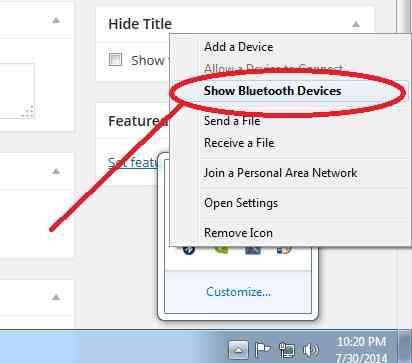 Hide Title
Add a Device
Show
Allow a Device to Connect
Show Bluetooth Devices
Featured
Send a File
Receive a File
Set featu
Join a Personal Area Network
Open Settings
Remove Icon
Customize...
10:20 PM
7/30/2014